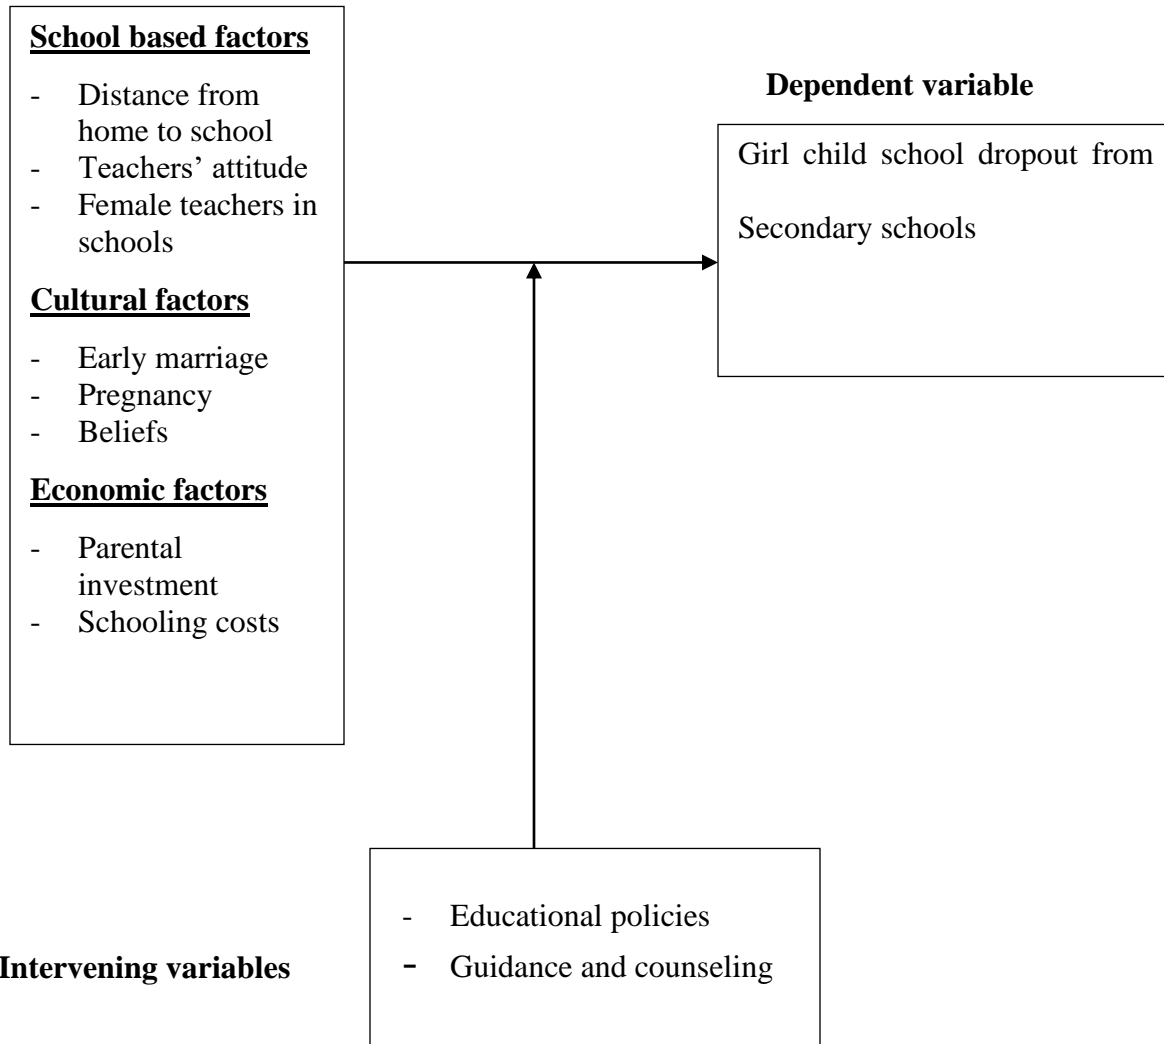 School based factors
- Distance from
home to school
- Teachers’ attitude
- Female teachers in
schools
Cultural factors
- Early marriage
- Pregnancy
- Beliefs
Economic factors
- Parental
investment
- Schooling costs
Dependent variable
Girl child school dropout from
Secondary schools
Intervening variables
- Educational policies
- Guidance and counseling